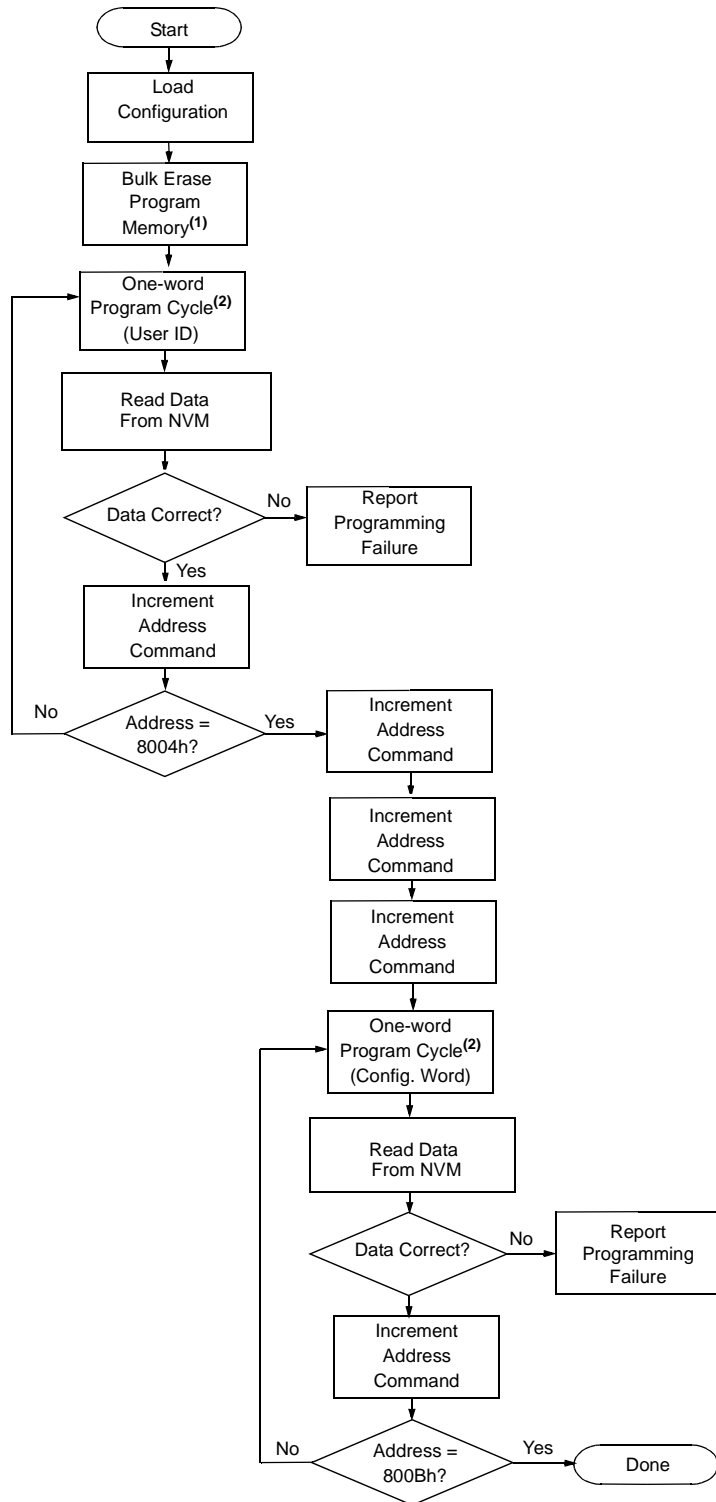 Start
Load
Configuration
Bulk Erase
Program
Memory(1)
One-word
Program Cycle(2)
(User ID)
Read Data
From NVM
Data Correct?
No
Report
Programming
Failure
Yes
Increment
Address
Command
No
Address =
8004h?
Yes
Increment
Address
Command
Increment
Address
Command
Increment
Address
Command
One-word
Program Cycle(2)
(Config. Word)
Read Data
From NVM
Data Correct?
No
Report
Programming
Failure
Yes
Increment
Address
Command
No
Address =
800Bh?
Yes
Done